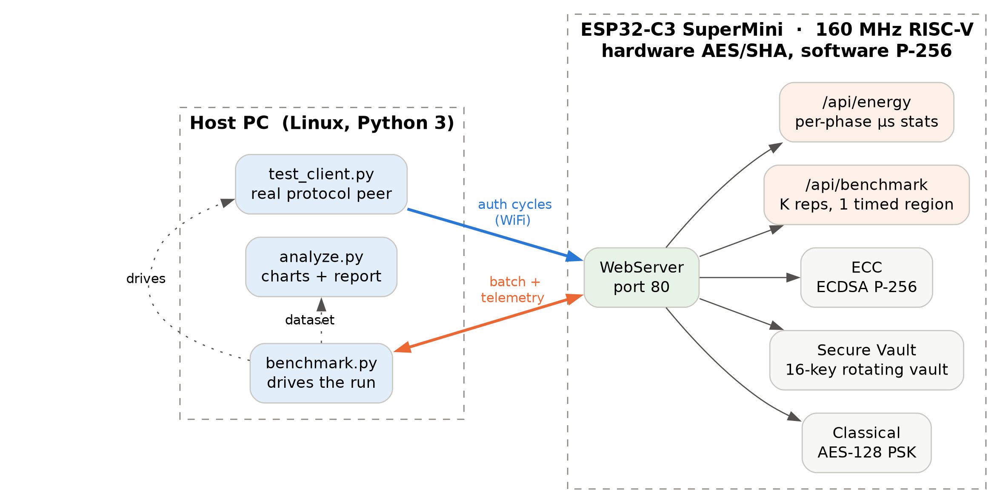 ESP32-C3 SuperMini · 160 MHz RISC-V
hardware AES/SHA, software P-256
Host PC (Linux, Python 3)
test_client.py
real protocol peer
analyze.py
charts + report
drives
dataset
benchmark.py
drives the run
auth cycles
(WiFi)
batch +
telemetry
WebServer
port 80
/api/energy
per-phase µs stats
/api/benchmark
K reps, 1 timed region
ECC
ECDSA P-256
Secure Vault
16-key rotating vault
Classical
AES-128 PSK